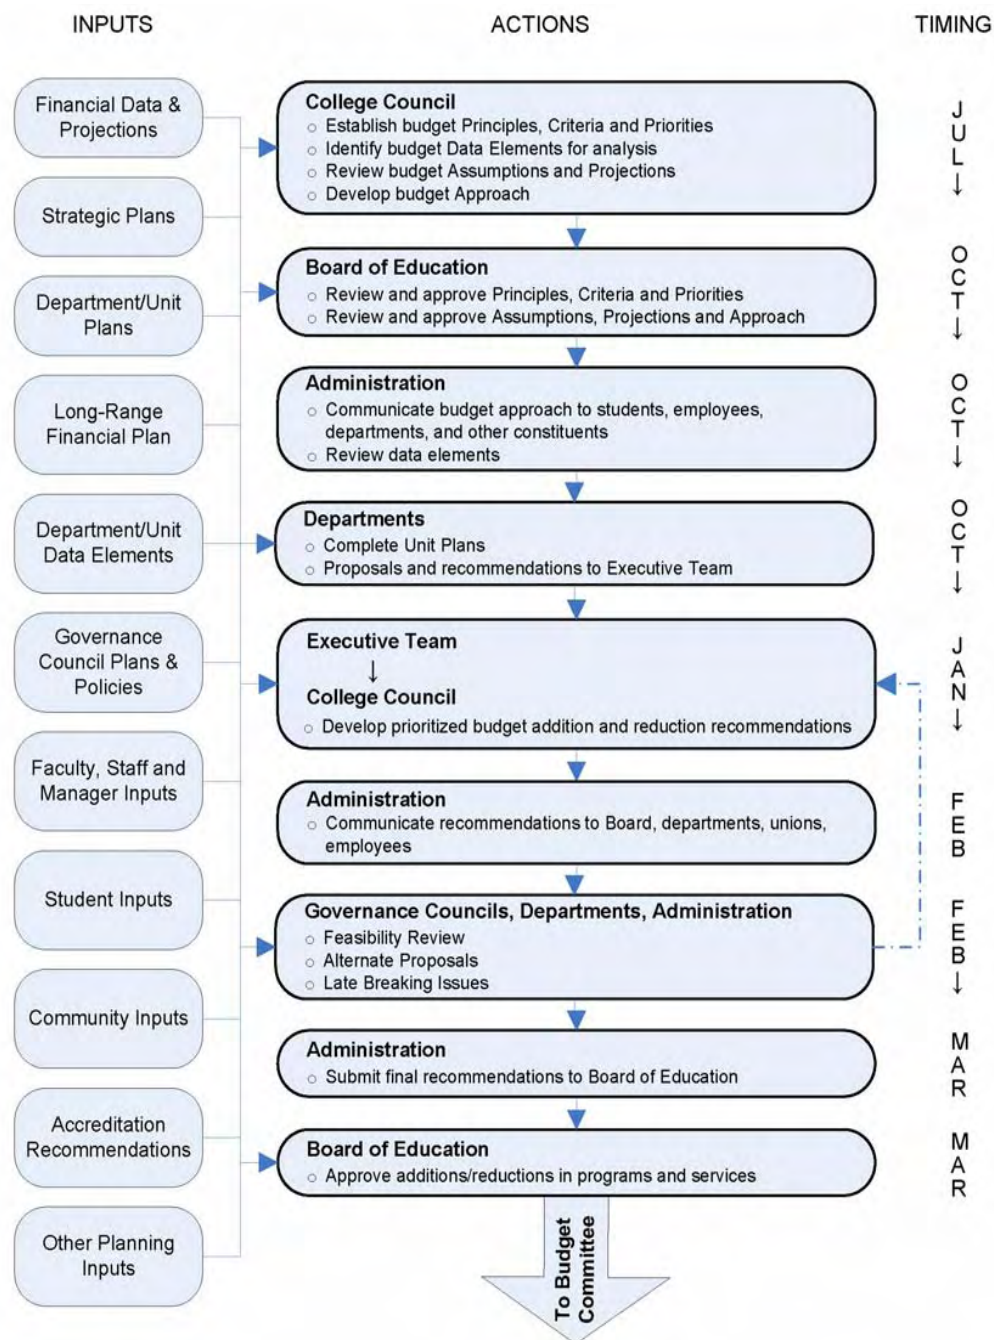 INPUTS
ACTIONS
TIMING
Financial Data &
Projections
Strategic Plans
Department/Unit
Plans
Long-Range
Financial Plan
Department/Unit
Data Elements
Governance
Council Plans &
Policies
Faculty, Staff and
Manager Inputs
Student Inputs
Community Inputs
Accreditation
Recommendations
Other Planning
Inputs
College Council
○ Establish budget Principles, Criteria and Priorities
○ Identify budget Data Elements for analysis
○ Review budget Assumptions and Projections
○ Develop budget Approach
Board of Education
○ Review and approve Principles, Criteria and Priorities
○ Review and approve Assumptions, Projections and Approach
Administration
○ Communicate budget approach to students, employees,
departments, and other constituents
○ Review data elements
Departments
○ Complete Unit Plans
○ Proposals and recommendations to Executive Team
Executive Team
↓
College Council
○ Develop prioritized budget addition and reduction recommendations
Administration
○ Communicate recommendations to Board, departments, unions,
employees
Governance Councils, Departments, Administration
○ Feasibility Review
○ Alternate Proposals
○ Late Breaking Issues
Administration
○ Submit final recommendations to Board of Education
Board of Education
○ Approve additions/reductions in programs and services
To Budget
Committee
JUL↓
OCT↓
OCT↓
OCT↓
JAN↓
FEB
FEB↓
MAR
MAR